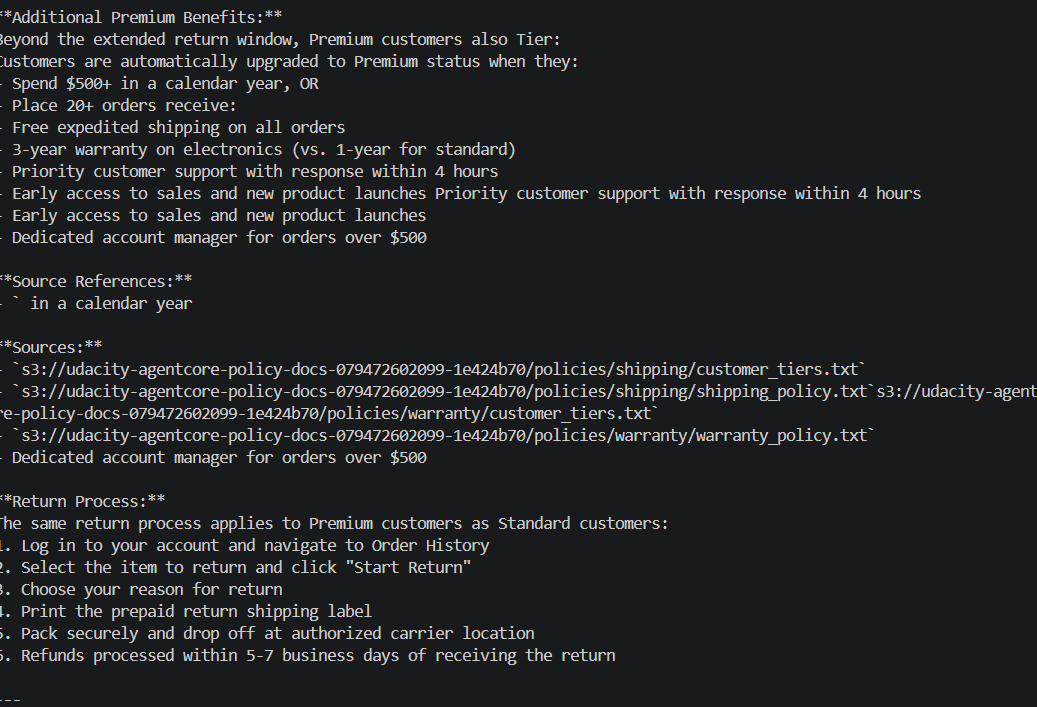 **Additional Premium Benefits:**
Beyond the extended return window, Premium customers also Tier:
Customers are automatically upgraded to Premium status when they:
- Spend $500+ in a calendar year, OR
- Place 20+ orders receive:
- Free expedited shipping on all orders
- 3-year warranty on electronics (vs. 1-year for standard)
- Priority customer support with response within 4 hours
- Early access to sales and new product launches Priority customer support with response within 4 hours
- Early access to sales and new product launches
- Dedicated account manager for orders over $500
**Source References:**
- ` in a calendar year
**Sources:**
- `s3://udacity-agentcore-policy-docs-079472602099-1e424b70/policies/shipping/customer_tiers.txt`
- `s3://udacity-agentcore-policy-docs-079472602099-1e424b70/policies/shipping/shipping_policy.txt`s3://udacity-agent
re-policy-docs-079472602099-1e424b70/policies/warranty/customer_tiers.txt`
- `s3://udacity-agentcore-policy-docs-079472602099-1e424b70/policies/warranty/warranty_policy.txt`
- Dedicated account manager for orders over $500
**Return Process:**
The same return process applies to Premium customers as Standard customers:
1. Log in to your account and navigate to Order History
2. Select the item to return and click "Start Return"
3. Choose your reason for return
4. Print the prepaid return shipping label
5. Pack securely and drop off at authorized carrier location
6. Refunds processed within 5-7 business days of receiving the return
---